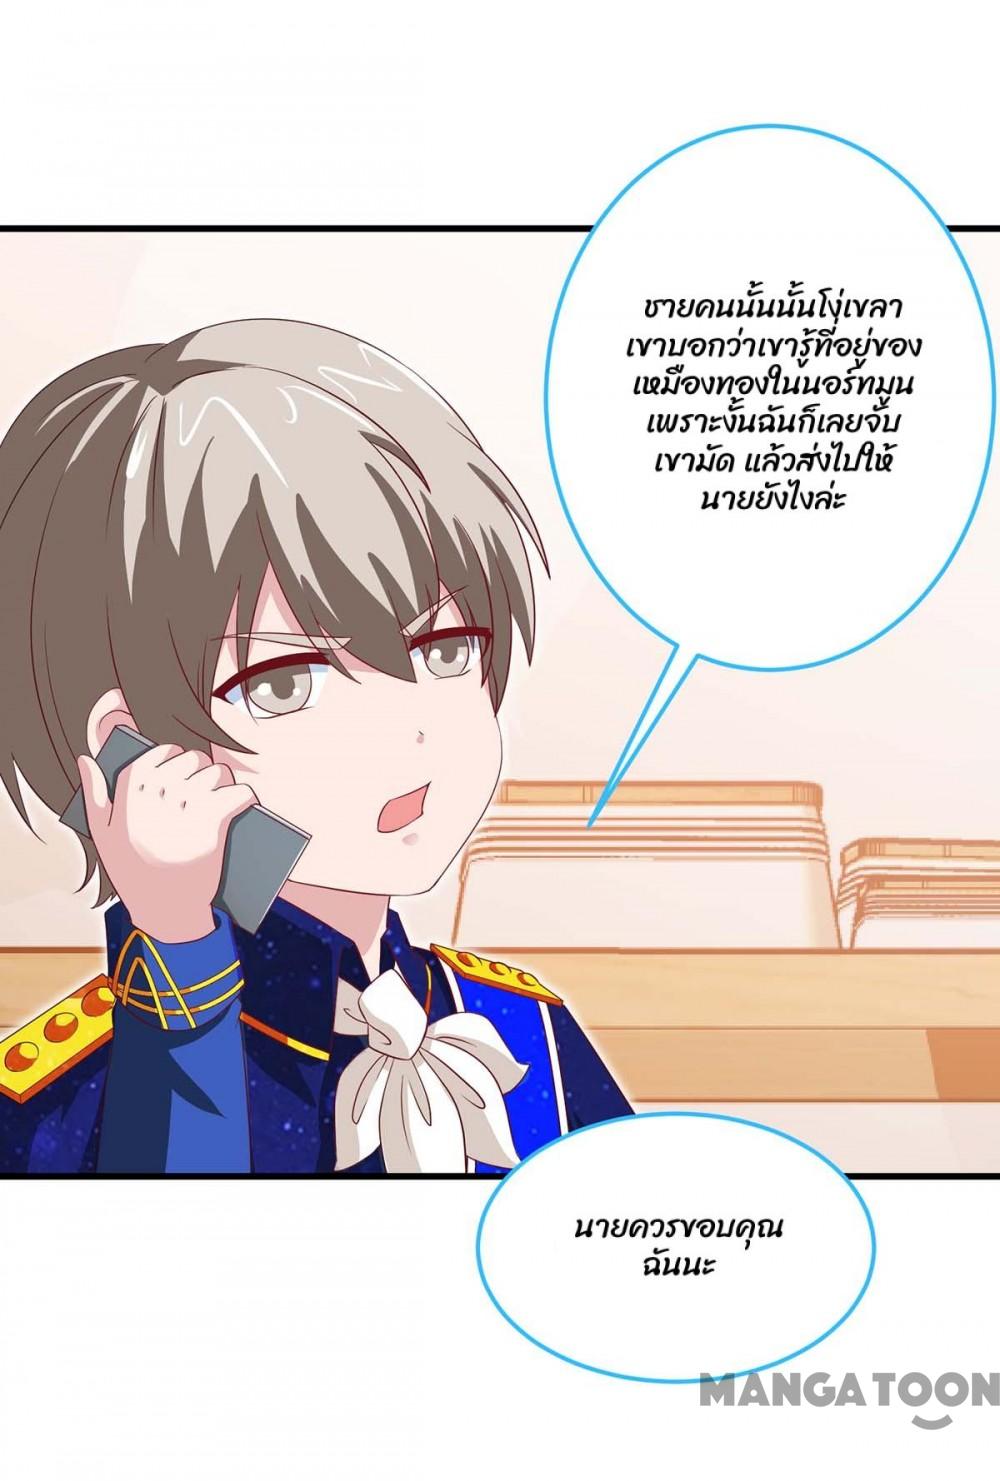 ชายคนนั้นนั้นโง่เขลา
เขาบอกว่าเขารู้ที่อยู่ของ
เหมืองทองในนอร์ทมูน
เพราะงั้นฉันก็เลยจับ
เขามัด แล้วส่งไปให้
นายยังไงล่ะ
นายควรขอบคุณ
ฉันนะ
MANGATOON